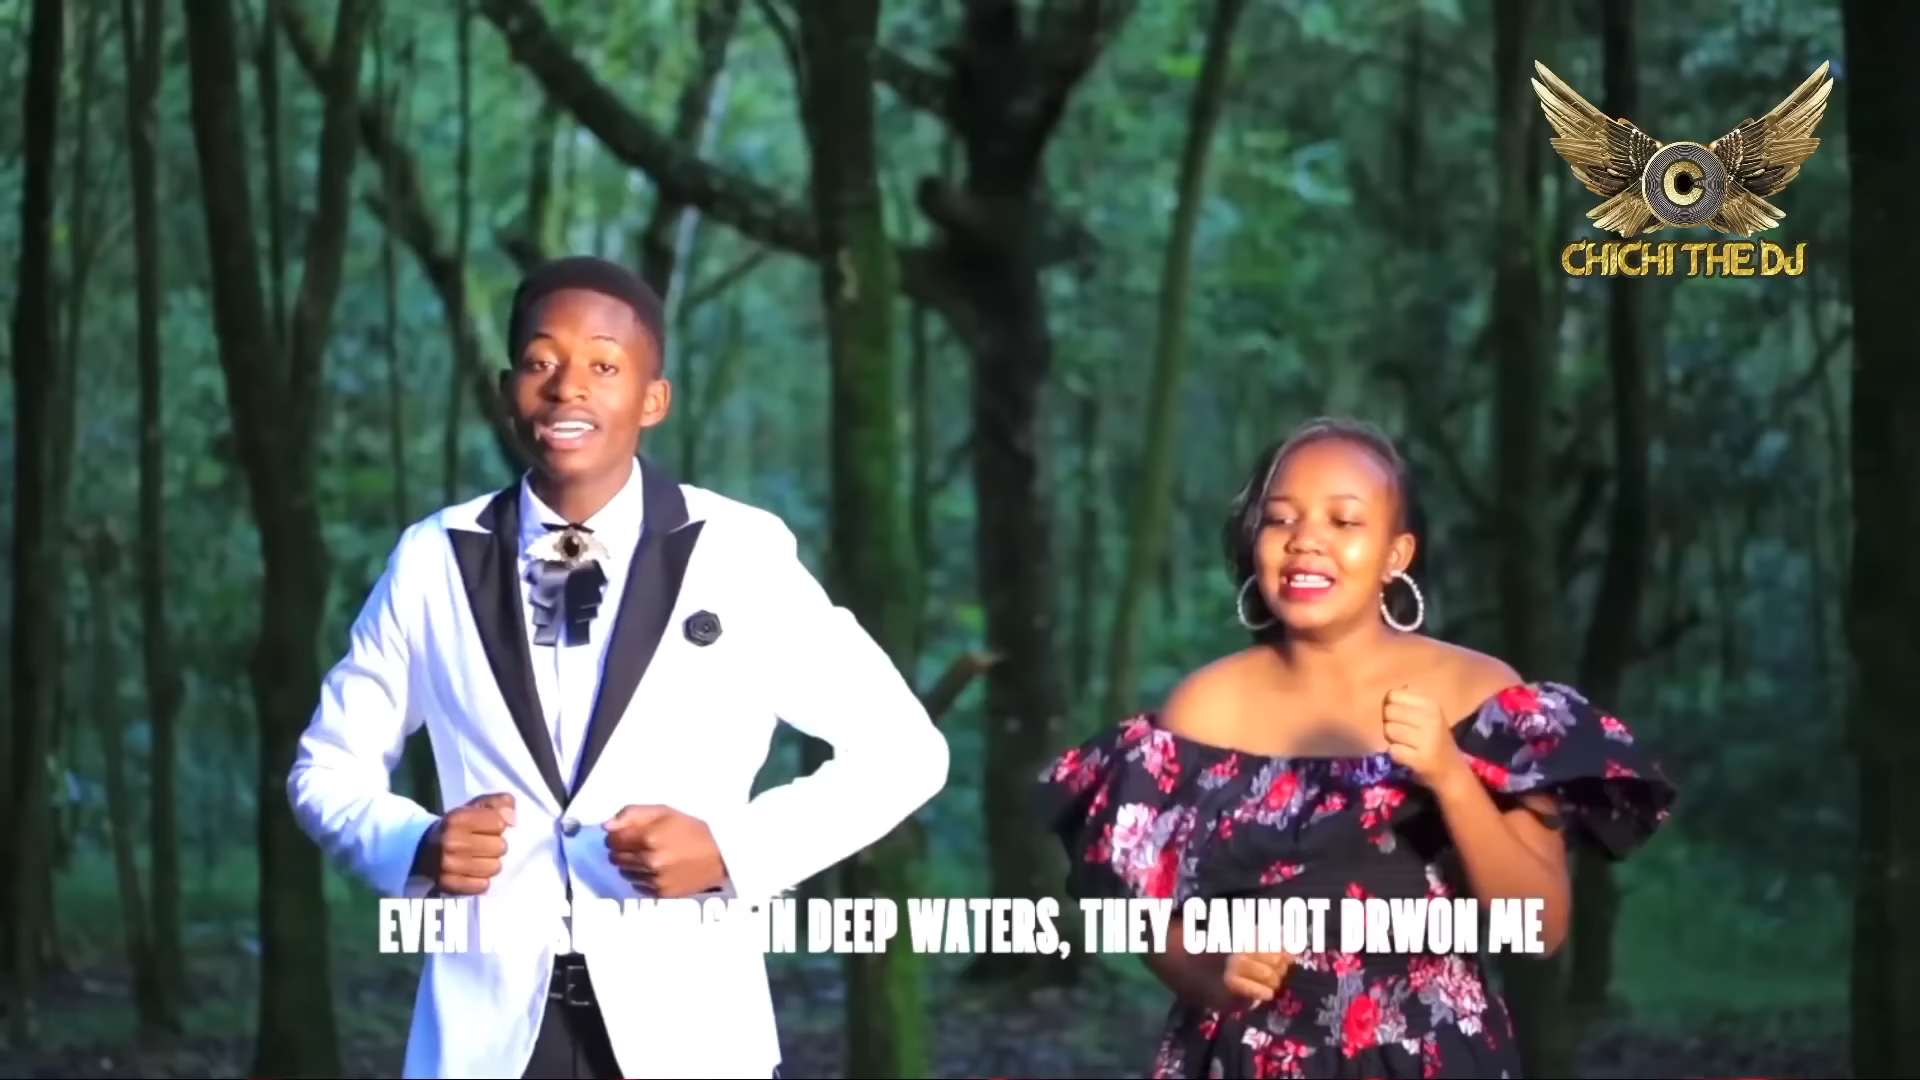 C
CHICHI THE DJ
EVEN IN DEEP WATERS, THEY CANNOT DRWON ME